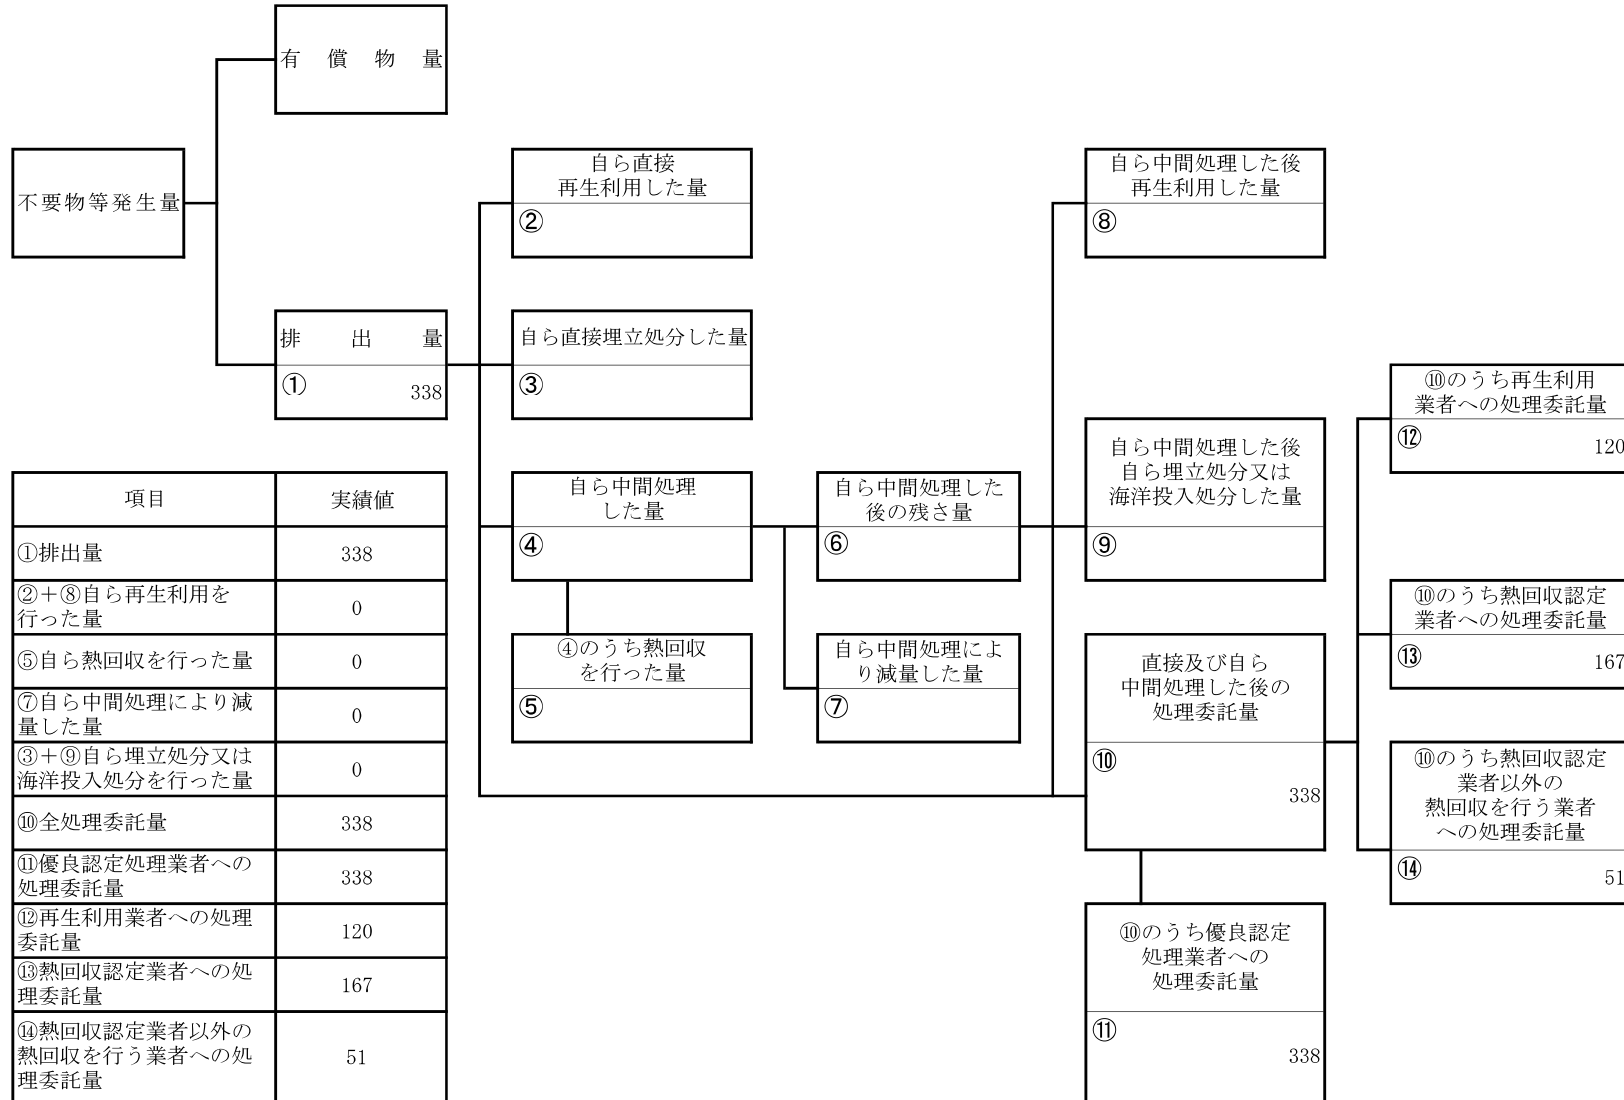 有償物量
不要物等発生量
自ら直接
再生利用した量
②
自ら中間処理した後
再生利用した量
⑧
排出量
①
338
自ら直接埋立処分した量
③
⑩のうち再生利用
業者への処理委託量
⑫
120
自ら中間処理した後
自ら埋立処分又は
海洋投入処分した量
⑨
自ら中間処理
した量
④
自ら中間処理した
後の残さ量
⑥
④のうち熱回収
を行った量
⑤
自ら中間処理によ
り減量した量
⑦
⑩のうち熱回収認定
業者への処理委託量
⑬
167
直接及び自ら
中間処理した後の
処理委託量
⑩
338
⑩のうち熱回収認定
業者以外の
熱回収を行う業者
への処理委託量
⑭
51
⑩のうち優良認定
処理業者への
処理委託量
⑪
338
項目
実績値
①排出量
338
②＋⑧自ら再生利用を
行った量
0
⑤自ら熱回収を行った量
0
⑦自ら中間処理により減
量した量
0
③＋⑨自ら埋立処分又は
海洋投入処分を行った量
0
⑩全処理委託量
338
⑪優良認定処理業者への
処理委託量
338
⑫再生利用業者への処理
委託量
120
⑬熱回収認定業者への処
理委託量
167
⑭熱回収認定業者以外の
熱回収を行う業者への処
理委託量
51